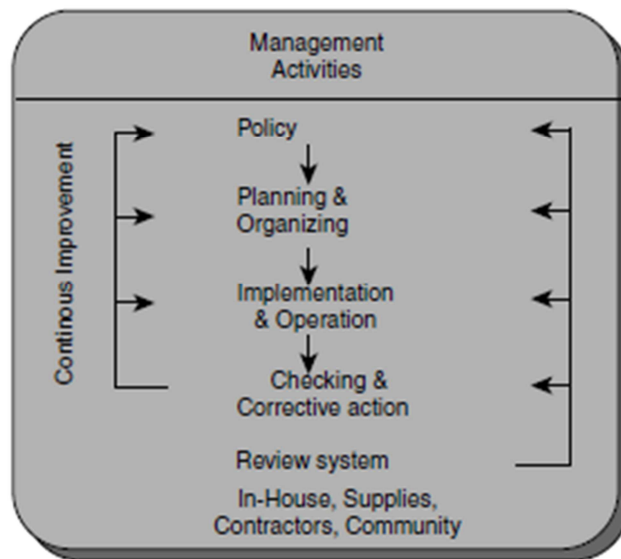 Management
Activities
Continous Improvement
Policy
Planning &
Organizing
Implementation
& Operation
Checking &
Corrective action
Review system
In-House, Supplies,
Contractors, Community